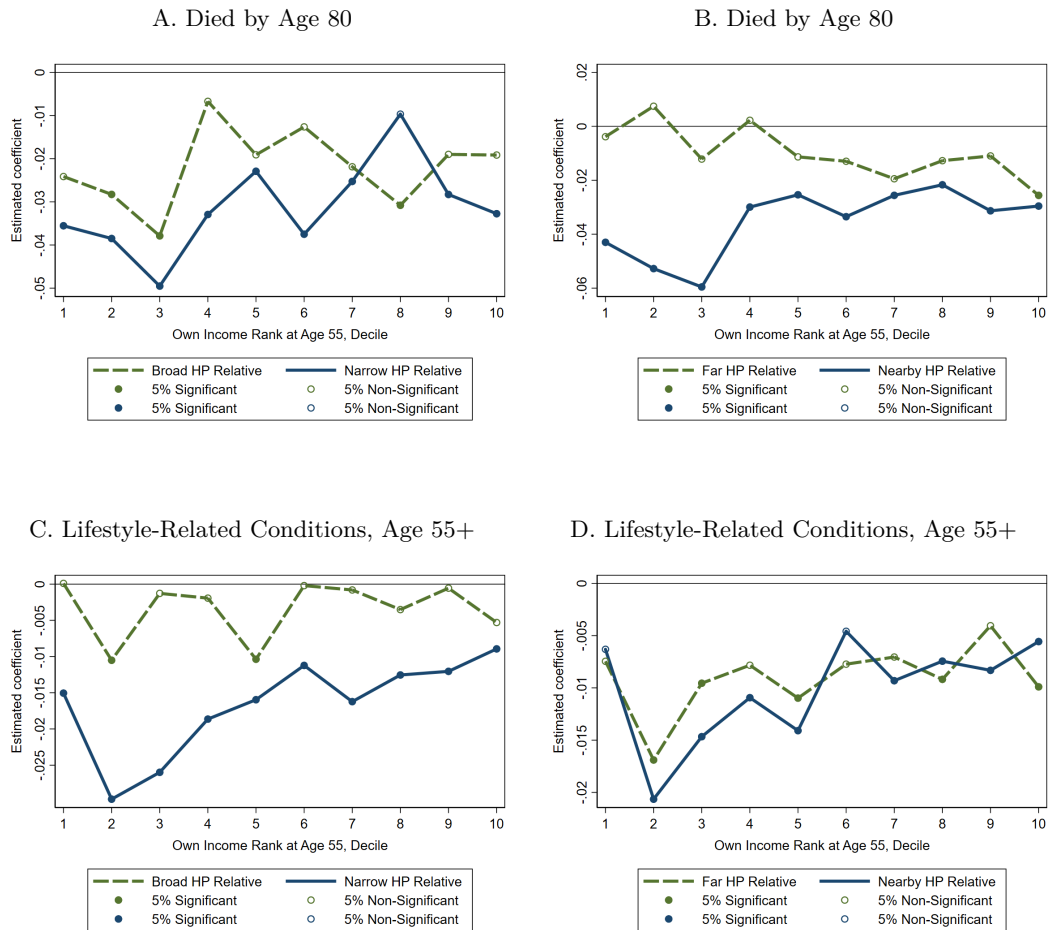 A. Died by Age 80
Estimated coefficient
0
-.01
-.02
-.03
-.04
-.05
1 2 3 4 5 6 7 8 9 10
Own Income Rank at Age 55, Decile
Broad HP Relative Narrow HP Relative
5% Significant 5% Non-Significant
5% Significant 5% Non-Significant
B. Died by Age 80
Estimated coefficient
.02
0
-.02
-.04
-.06
1 2 3 4 5 6 7 8 9 10
Own Income Rank at Age 55, Decile
Far HP Relative Nearby HP Relative
5% Significant 5% Non-Significant
5% Significant 5% Non-Significant
C. Lifestyle-Related Conditions, Age 55+
Estimated coefficient
0
-.005
-.01
-.015
-.02
-.025
1 2 3 4 5 6 7 8 9 10
Own Income Rank at Age 55, Decile
Broad HP Relative Narrow HP Relative
5% Significant 5% Non-Significant
5% Significant 5% Non-Significant
D. Lifestyle-Related Conditions, Age 55+
Estimated coefficient
0
-.005
-.01
-.015
-.02
1 2 3 4 5 6 7 8 9 10
Own Income Rank at Age 55, Decile
Far HP Relative Nearby HP Relative
5% Significant 5% Non-Significant
5% Significant 5% Non-Significant